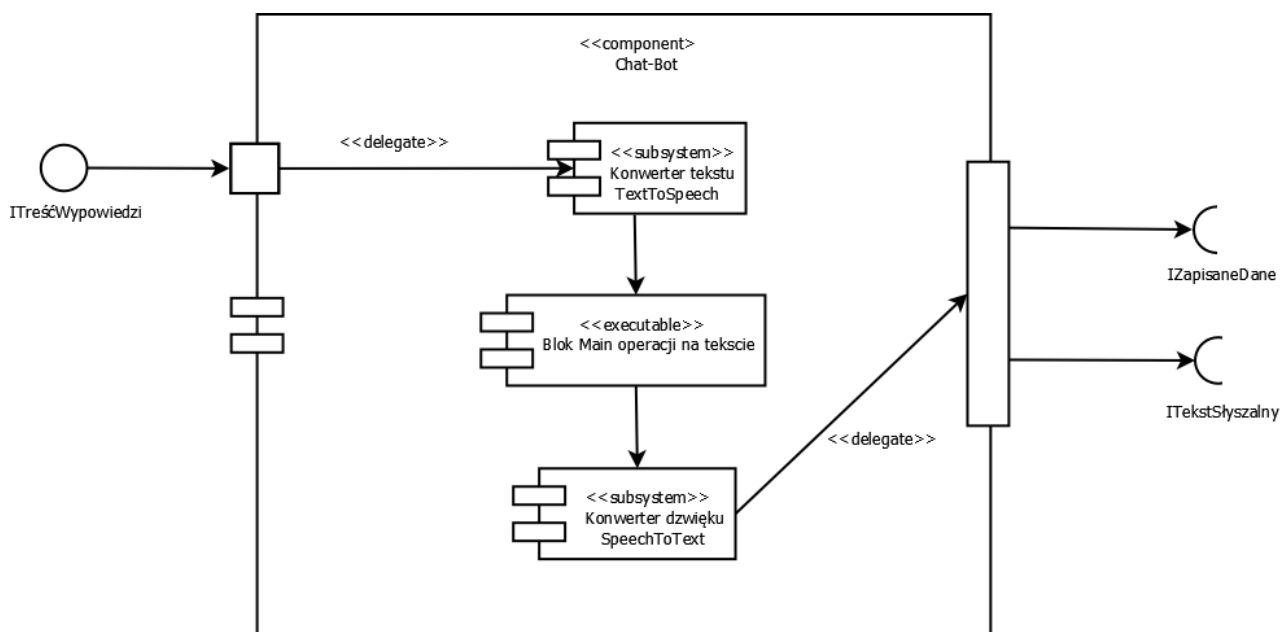 <<component>
Chat-Bot
<<delegate>>
<<subsystem>>
Konwerter tekstu
TextToSpeech
ITreśćWypowiedzi
IZapisaneDane
<<executable>>
Blok Main operacji na tekscie
ITekstSłyszalny
<<delegate>>
<<subsystem>>
Konwerter dzwięku
SpeechToText